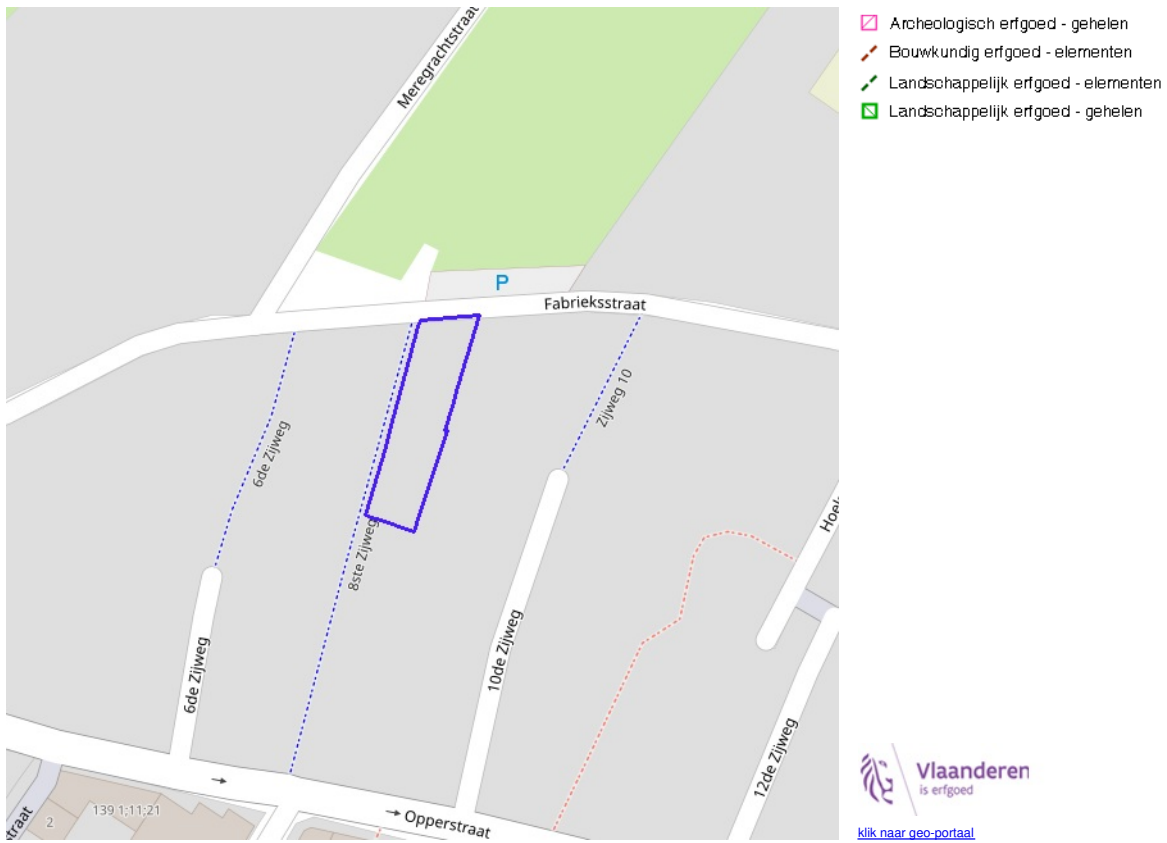 Meregrachtstraat
P
Fabrieksstraat
6de Zijweg
8ste Zijweg
Zijweg 10
6de Zijweg
10de Zijweg
12de Zijweg
Opperstraat
139 1;11;21
2
straat
Archeologisch erfgoed - gehelen
Bouwkundig erfgoed - elementen
Landschappelijk erfgoed - elementen
Landschappelijk erfgoed - gehelen
Vlaanderen
is erfgoed
klik naar geo-portaal